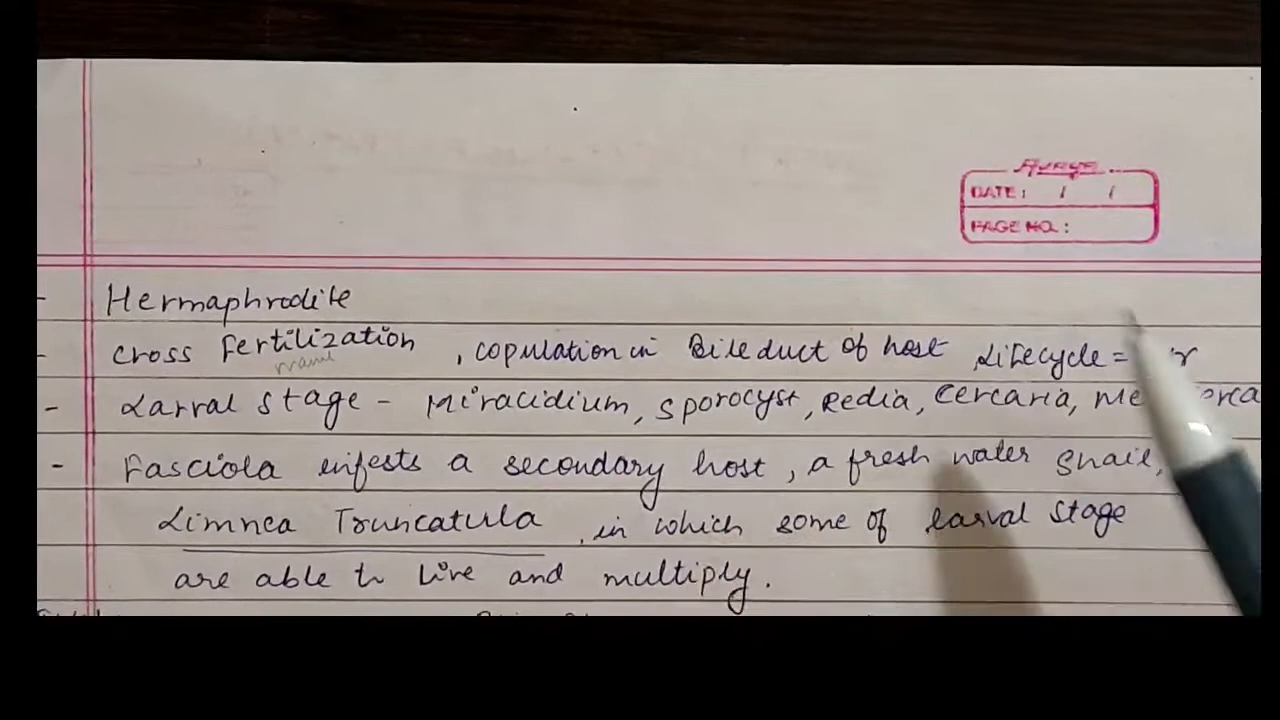 Avrge
DATE: / /
PAGE NO.:
- Hermaphrodite
- Cross Fertilization, copulation in Bile duct of host Lifecycle =
- Larval Stage - Miracidium, Sporocyst, Redia, Cercaria,
- Fasciola infests a secondary host, a fresh water snail,
Limnea Truncatula, in which some of larval stage
are able to live and multiply.